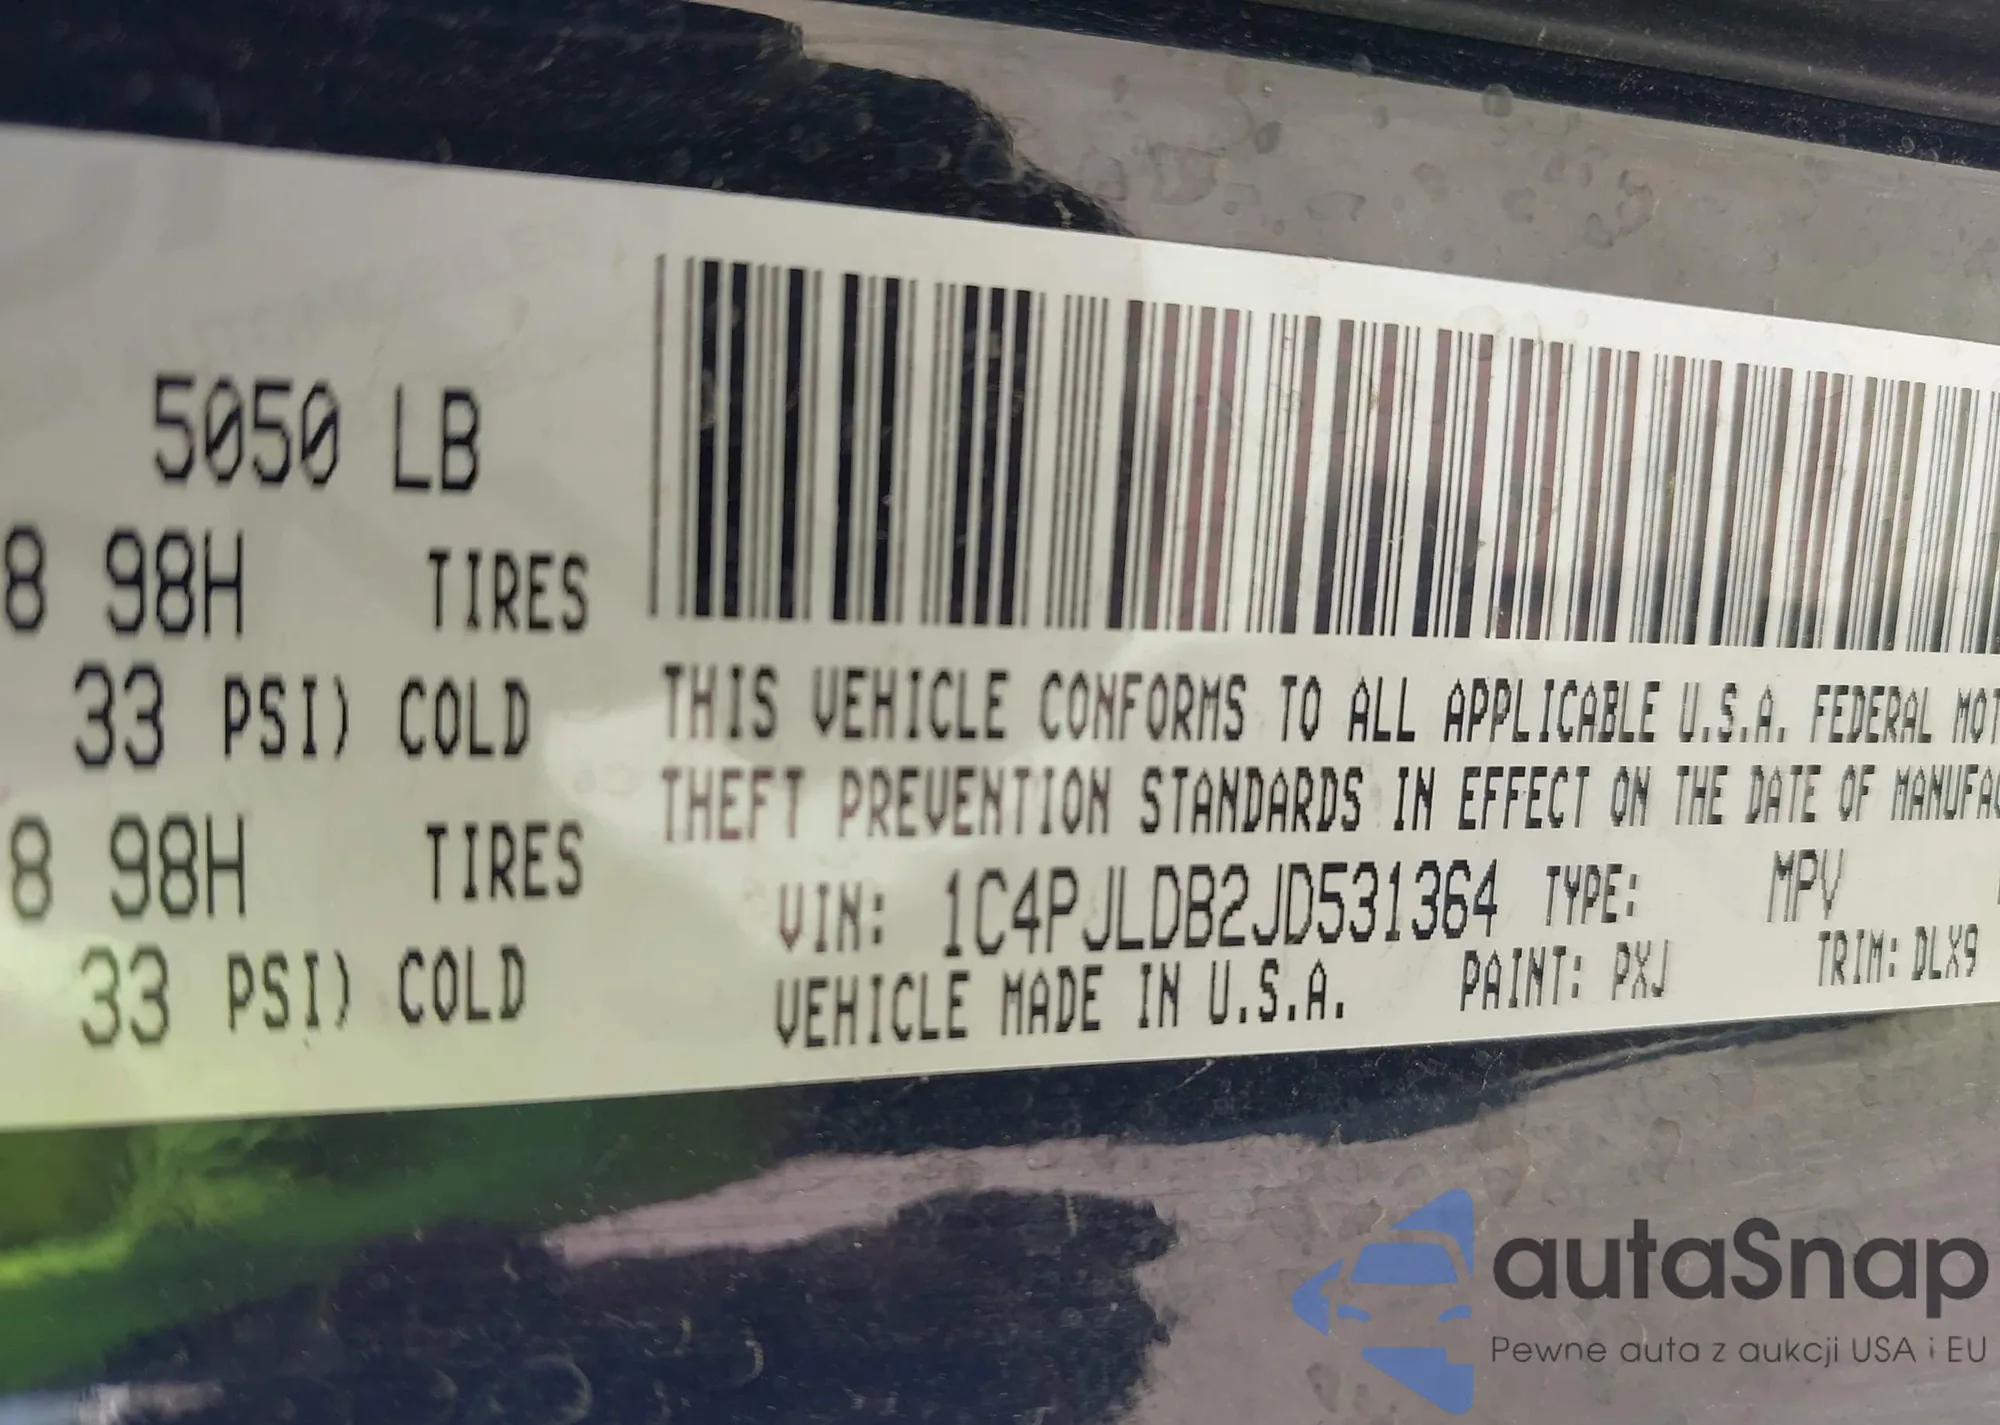 5050 LB
8 98H TIRES
33 PSI) COLD
8 98H TIRES
33 PSI) COLD
THIS VEHICLE CONFORMS TO ALL APPLICABLE U.S.A. FEDERAL MOT
THEFT PREVENTION STANDARDS IN EFFECT ON THE DATE OF MANUFAC
VIN: 1C4PJLDB2JD531364 TYPE: MPV
VEHICLE MADE IN U.S.A. PAINT: PXJ TRIM: DLX9
autaSnap
Pewne auta z aukcji USA i EU